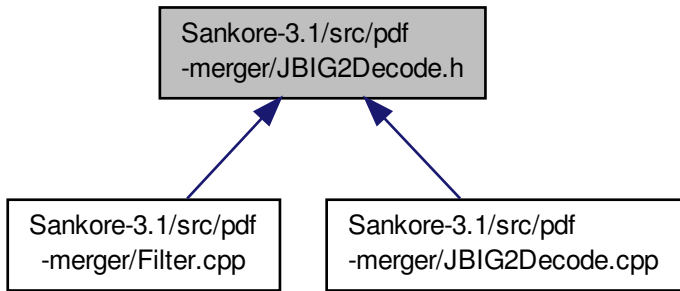 Sankore-3.1/src/pdf
-merger/JBIG2Decode.h
Sankore-3.1/src/pdf
-merger/Filter.cpp
Sankore-3.1/src/pdf
-merger/JBIG2Decode.cpp